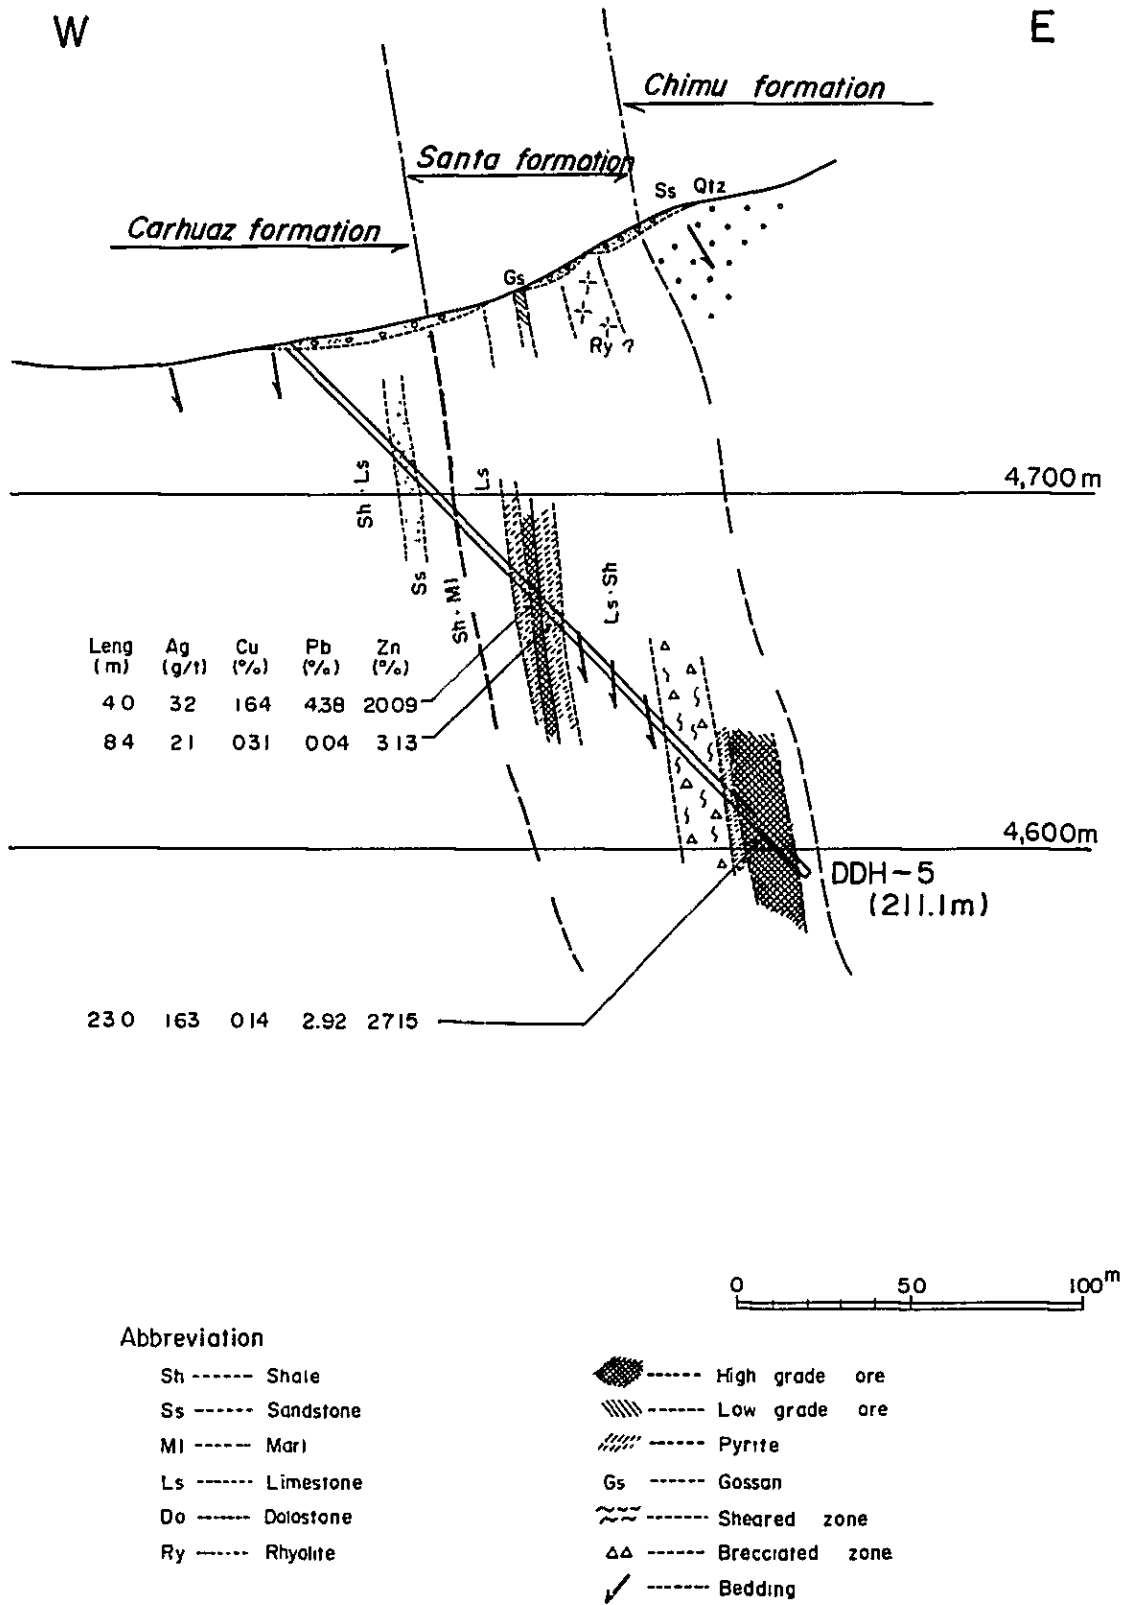 W
E
Chimu formation
Santa formation
Ss Qtz
Carhuaz formation
Gs
Ry ?
4,700m
Sh·Ls
Ls
Ss
Sh·Ml
Ls·Sh
Leng Ag Cu Pb Zn
(m) (g/t) (%) (%) (%)
40 32 164 438 2009
84 21 031 004 313
4,600m
DDH-5
(211.1m)
230 163 014 2.92 2715
0 50 100m
Abbreviation
Sh ------- Shale
Ss ------- Sandstone
Ml ------- Marl
Ls ------- Limestone
Do ------- Dolostone
Ry ------- Rhyolite
------ High grade ore
------ Low grade ore
------ Pyrite
Gs ------ Gossan
------ Sheared zone
------ Brecciated zone
------ Bedding